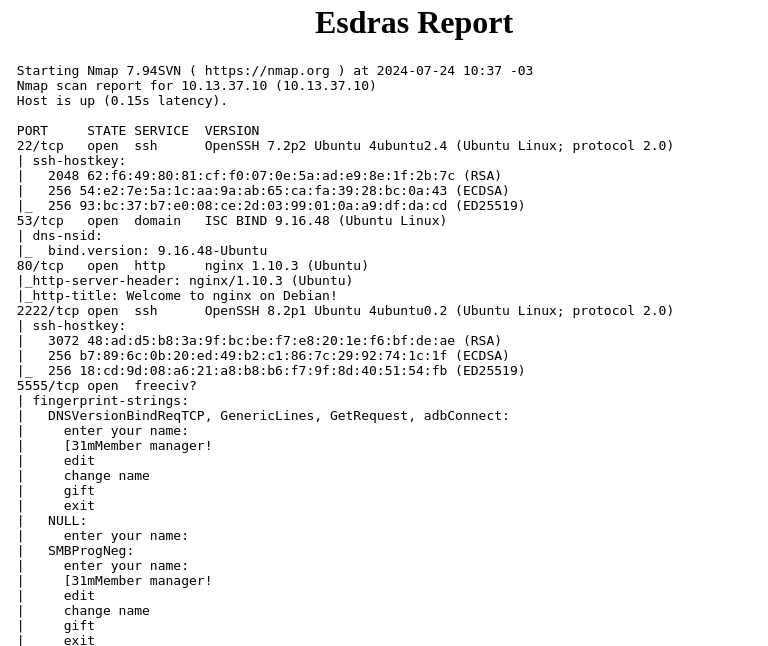 Esdras Report
Starting Nmap 7.94SVN ( https://nmap.org ) at 2024-07-24 10:37 -03
Nmap scan report for 10.13.37.10 (10.13.37.10)
Host is up (0.15s latency).
PORT     STATE SERVICE  VERSION
22/tcp   open  ssh      OpenSSH 7.2p2 Ubuntu 4ubuntu2.4 (Ubuntu Linux; protocol 2.0)
| ssh-hostkey:
|   2048 62:f6:49:80:81:cf:f0:07:0e:5a:ad:e9:8e:1f:2b:7c (RSA)
|   256 54:e2:7e:5a:1c:aa:9a:ab:65:ca:fa:39:28:bc:0a:43 (ECDSA)
|_  256 93:bc:37:b7:e0:08:ce:2d:03:99:01:0a:a9:df:da:cd (ED25519)
53/tcp   open  domain   ISC BIND 9.16.48 (Ubuntu Linux)
| dns-nsid:
|_  bind.version: 9.16.48-Ubuntu
80/tcp   open  http     nginx 1.10.3 (Ubuntu)
|_http-server-header: nginx/1.10.3 (Ubuntu)
|_http-title: Welcome to nginx on Debian!
2222/tcp open  ssh      OpenSSH 8.2p1 Ubuntu 4ubuntu0.2 (Ubuntu Linux; protocol 2.0)
| ssh-hostkey:
|   3072 48:ad:d5:b8:3a:9f:bc:be:f7:e8:20:1e:f6:bf:de:ae (RSA)
|   256 b7:89:6c:0b:20:ed:49:b2:c1:86:7c:29:92:74:1c:1f (ECDSA)
|_  256 18:cd:9d:08:a6:21:a8:b8:b6:f7:9f:8d:40:51:54:fb (ED25519)
5555/tcp open  freeciv?
| fingerprint-strings:
|   DNSVersionBindReqTCP, GenericLines, GetRequest, adbConnect:
|     enter your name:
|     [31mMember manager!
|     edit
|     change name
|     gift
|     exit
|   NULL:
|     enter your name:
|   SMBProgNeg:
|     enter your name:
|     [31mMember manager!
|     edit
|     change name
|     gift
|     exit